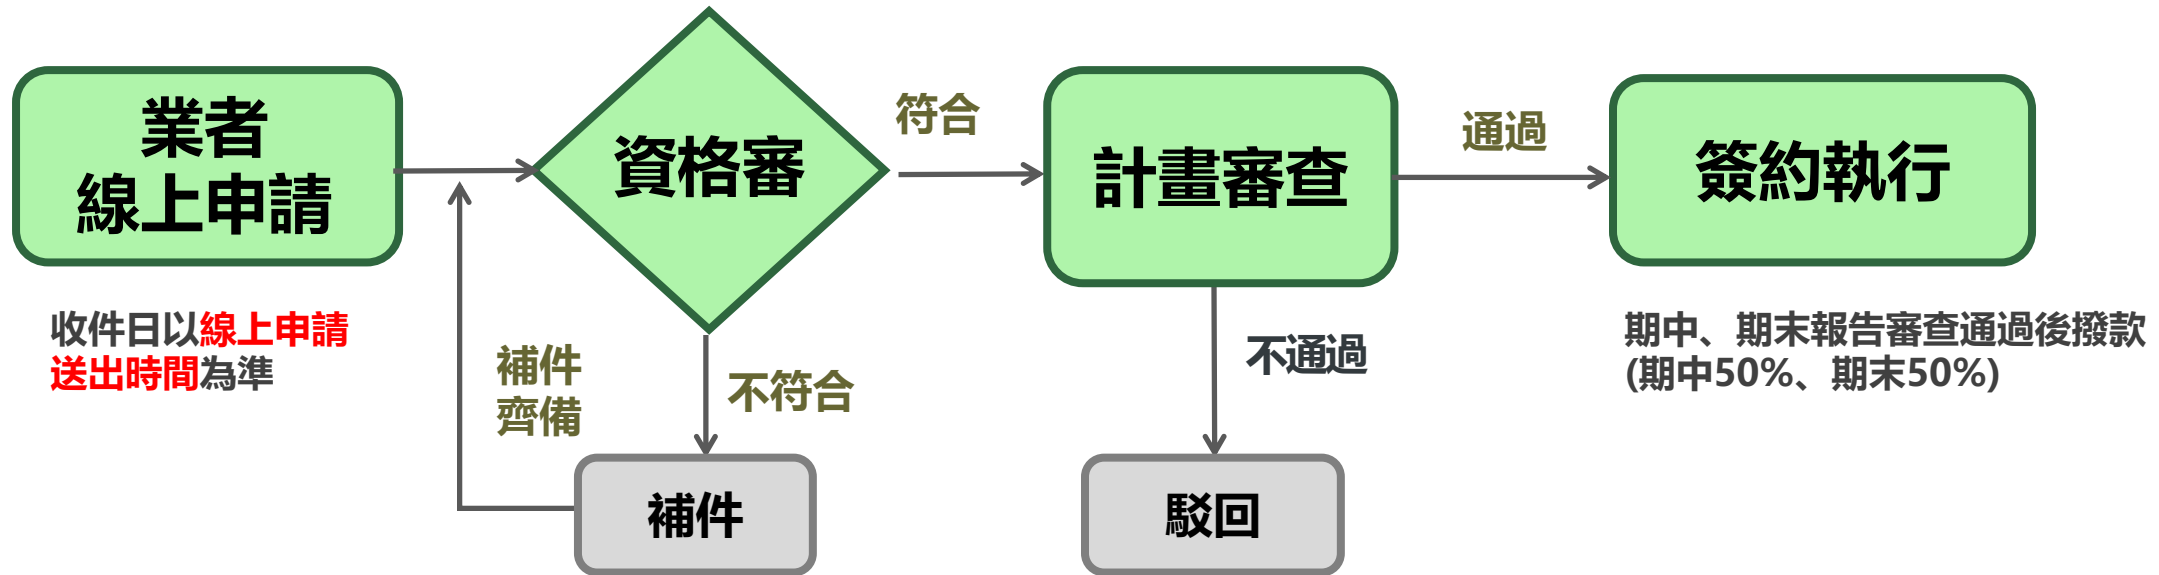 業者
線上申請
收件日以線上申請
送出時間為準
資格審
符合
不符合
補件
齊備
補件
計畫審查
通過
不通過
駁回
簽約執行
期中、期末報告審查通過後撥款
(期中50%、期末50%)